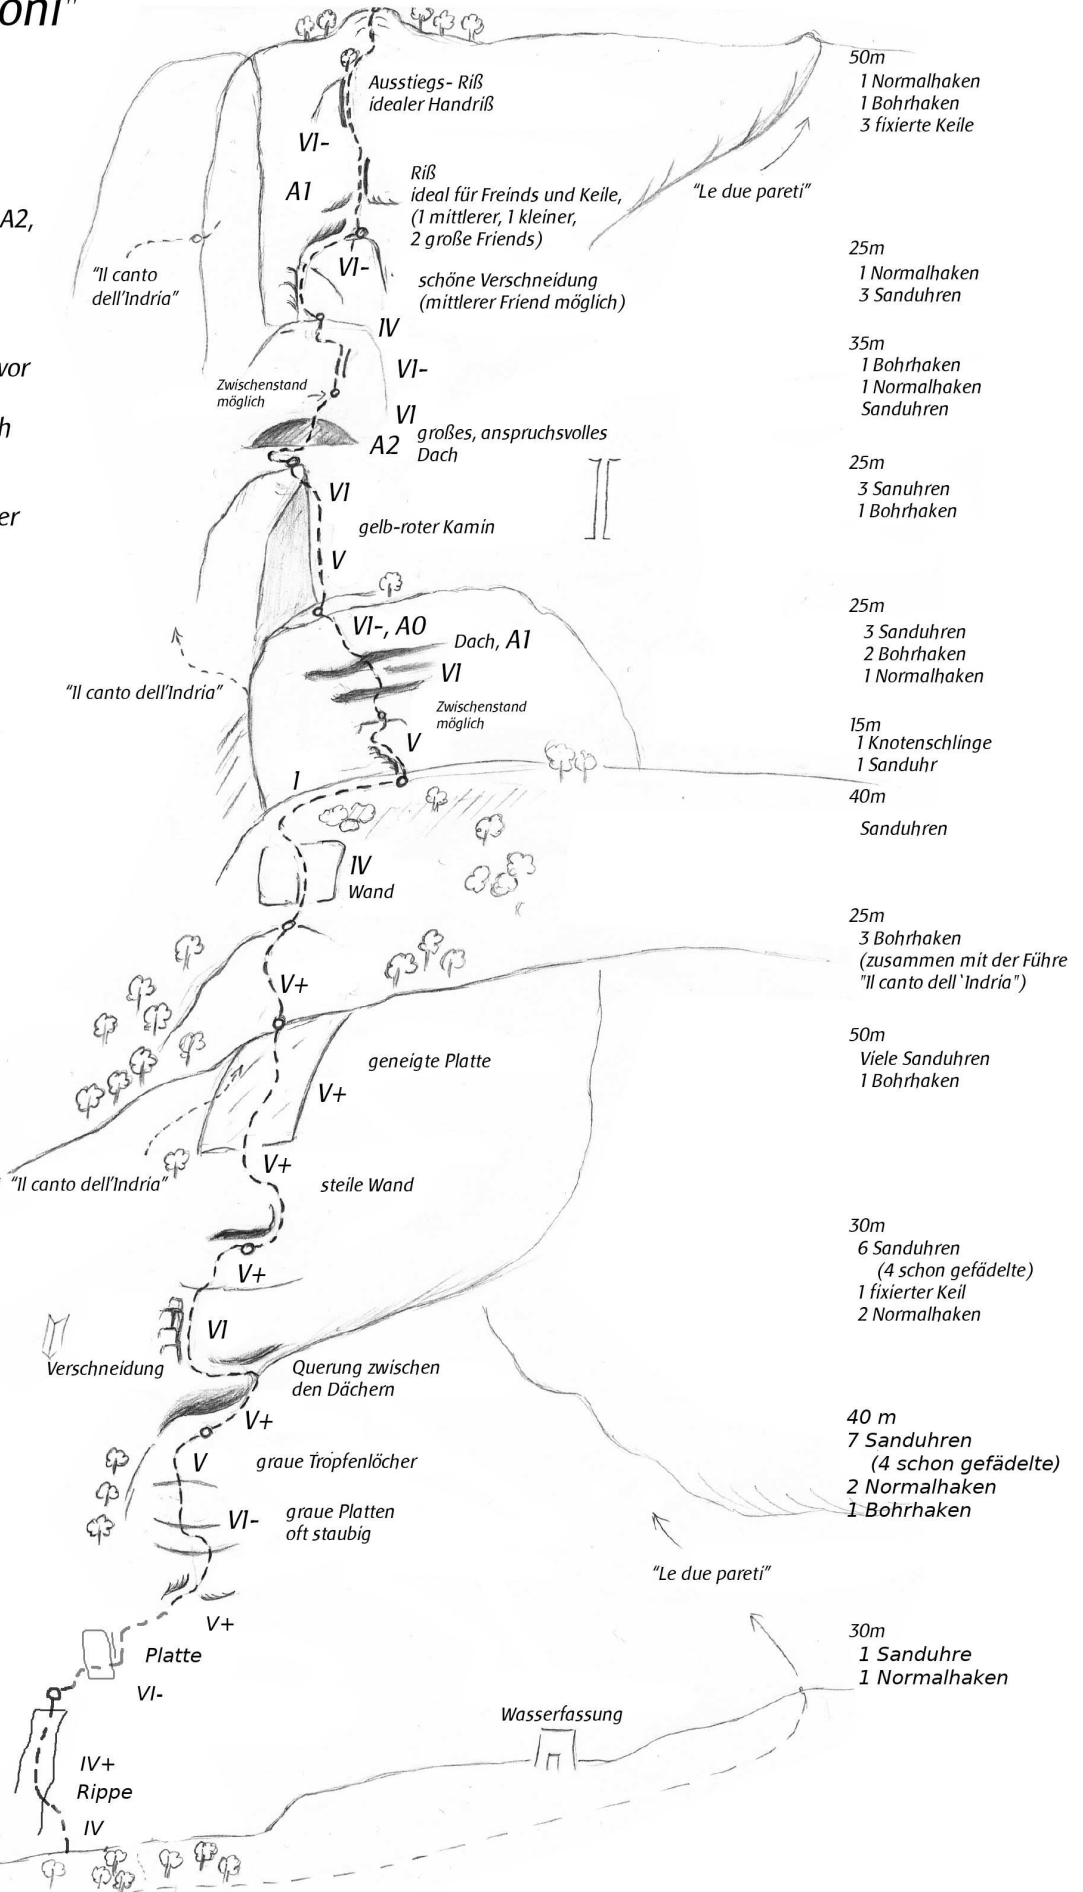 oni"
50m
1 Normalhaken
1 Bohrhaken
3 fixierte Keile
Ausstiegs- Riß
idealer Handriß
VI-
A1
Riß
ideal für Freinds und Keile,
(1 mittlerer, 1 kleiner,
2 große Friends)
"Le due pareti"
A2,
"Il canto
dell'Indria"
VI-
25m
1 Normalhaken
3 Sanduhren
schöne Verschneidung
(mittlerer Friend möglich)
IV
35m
1 Bohrhaken
1 Normalhaken
Sanduhren
vor
VI-
Zwischenstand
möglich
VI
h
A2
großes, anspruchsvolles
Dach
25m
3 Sanuhren
1 Bohrhaken
er
VI
gelb-roter Kamin
V
25m
3 Sanduhren
2 Bohrhaken
1 Normalhaken
VI-, A0
Dach, A1
VI
"Il canto dell'Indria"
Zwischenstand
möglich
V
15m
1 Knotenschlinge
1 Sanduhr
I
40m
Sanduhren
IV
Wand
25m
3 Bohrhaken
(zusammen mit der Führe
"Il canto dell`Indria")
V+
50m
Viele Sanduhren
1 Bohrhaken
geneigte Platte
V+
V+
"Il canto dell'Indria"
steile Wand
30m
6 Sanduhren
(4 schon gefädelte)
1 fixierter Keil
2 Normalhaken
V+
VI
Verschneidung
Querung zwischen
den Dächern
V+
40 m
7 Sanduhren
(4 schon gefädelte)
2 Normalhaken
1 Bohrhaken
V
graue Tropfenlöcher
VI-
graue Platten
oft staubig
"Le due pareti"
V+
30m
1 Sanduhre
1 Normalhaken
Platte
VI-
Wasserfassung
IV+
Rippe
IV